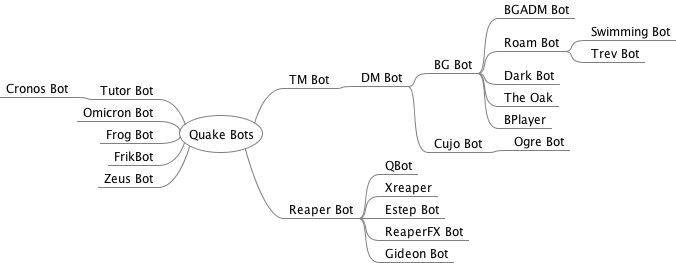 Quake Bots
Tutor Bot
Cronos Bot
Omicron Bot
Frog Bot
FrikBot
Zeus Bot
TM Bot
DM Bot
BG Bot
BGADM Bot
Roam Bot
Swimming Bot
Trev Bot
Dark Bot
The Oak
BPlayer
Cujo Bot
Ogre Bot
Reaper Bot
QBot
Xreaper
Estep Bot
ReaperFX Bot
Gideon Bot